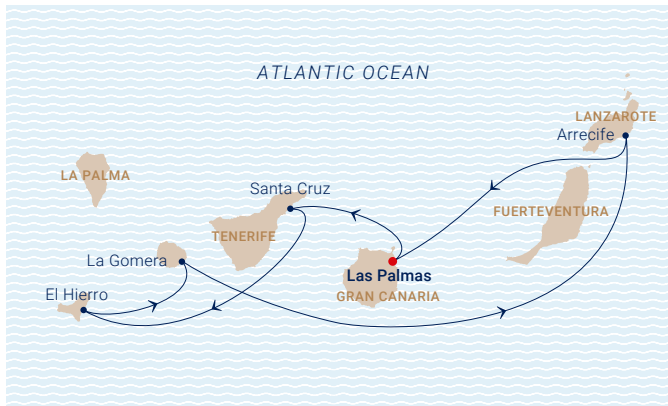 ATLANTIC OCEAN
LANZAROTE
Arrecife
LA PALMA
Santa Cruz
FUERTEVENTURA
TENERIFE
La Gomera
Las Palmas
El Hierro
GRAN CANARIA